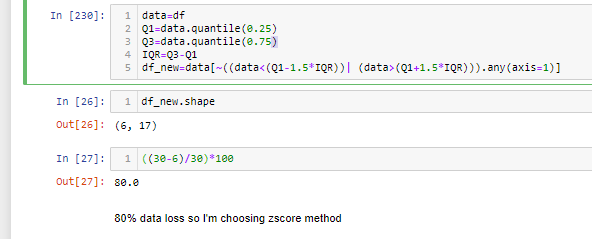 In [230]:
1 data=df
2 Q1=data.quantile(0.25)
3 Q3=data.quantile(0.75)
4 IQR=Q3-Q1
5 df_new=data[~((data<(Q1-1.5*IQR))| (data>(Q1+1.5*IQR))).any(axis=1)]
In [26]: 1 df_new.shape
Out[26]: (6, 17)
In [27]: 1 ((30-6)/30)*100
Out[27]: 80.0
80% data loss so I'm choosing zscore method